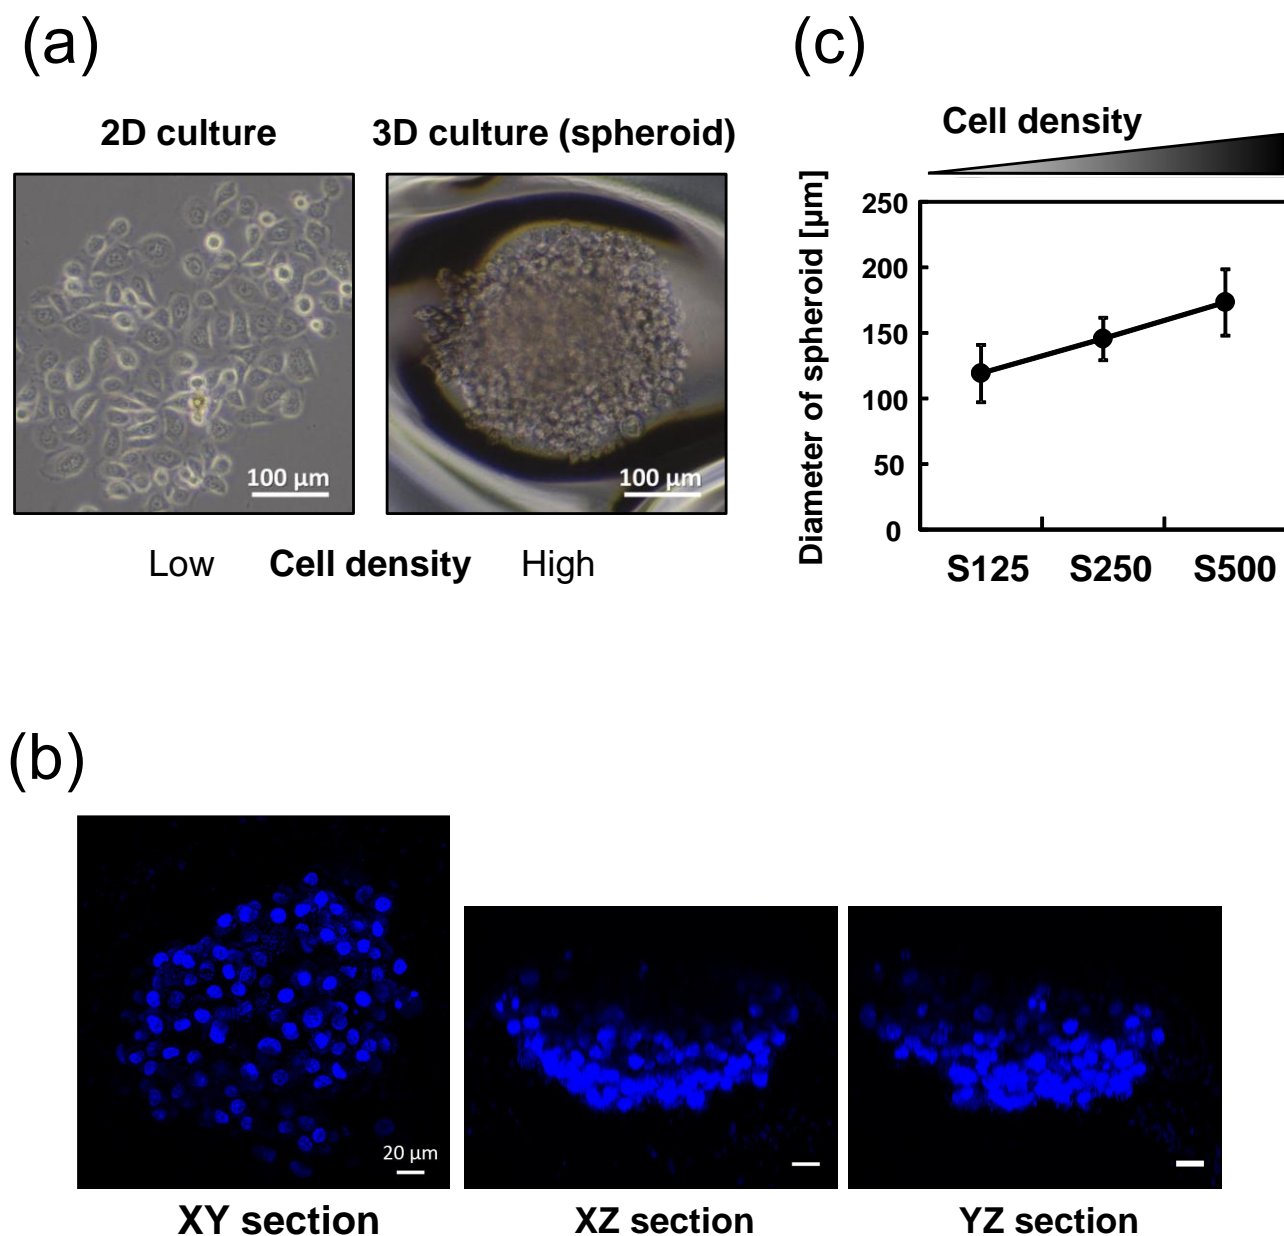 (a)
2D culture
3D culture (spheroid)
100 µm
100 µm
Low
Cell density
High
(c)
Cell density
Diameter of spheroid [µm]
250
200
150
100
50
0
S125
S250
S500
(b)
20 µm
XY section
XZ section
YZ section